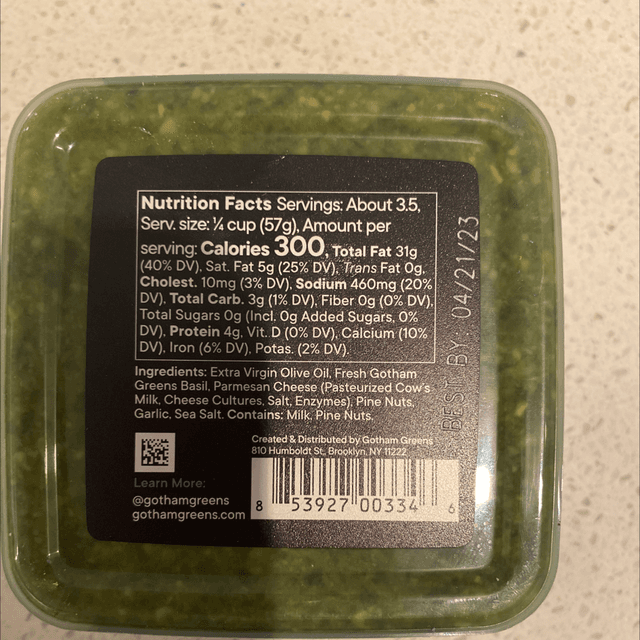 Nutrition Facts Servings: About 3.5,
Serv. size: ¼ cup (57g), Amount per
serving: Calories 300, Total Fat 31g
(40% DV), Sat. Fat 5g (25% DV), Trans Fat 0g,
Cholest. 10mg (3% DV), Sodium 460mg (20%
DV), Total Carb. 3g (1% DV), Fiber 0g (0% DV),
Total Sugars 0g (Incl. 0g Added Sugars, 0%
DV), Protein 4g, Vit. D (0% DV), Calcium (10%
DV), Iron (6% DV), Potas. (2% DV).
Ingredients: Extra Virgin Olive Oil, Fresh Gotham
Greens Basil, Parmesan Cheese (Pasteurized Cow's
Milk, Cheese Cultures, Salt, Enzymes), Pine Nuts,
Garlic, Sea Salt. Contains: Milk, Pine Nuts.
Created & Distributed by Gotham Greens
810 Humboldt St, Brooklyn, NY 11222
Learn More:
@gothamgreens
gothamgreens.com
8 53927 00334 6
BEST BY: 04/21/23